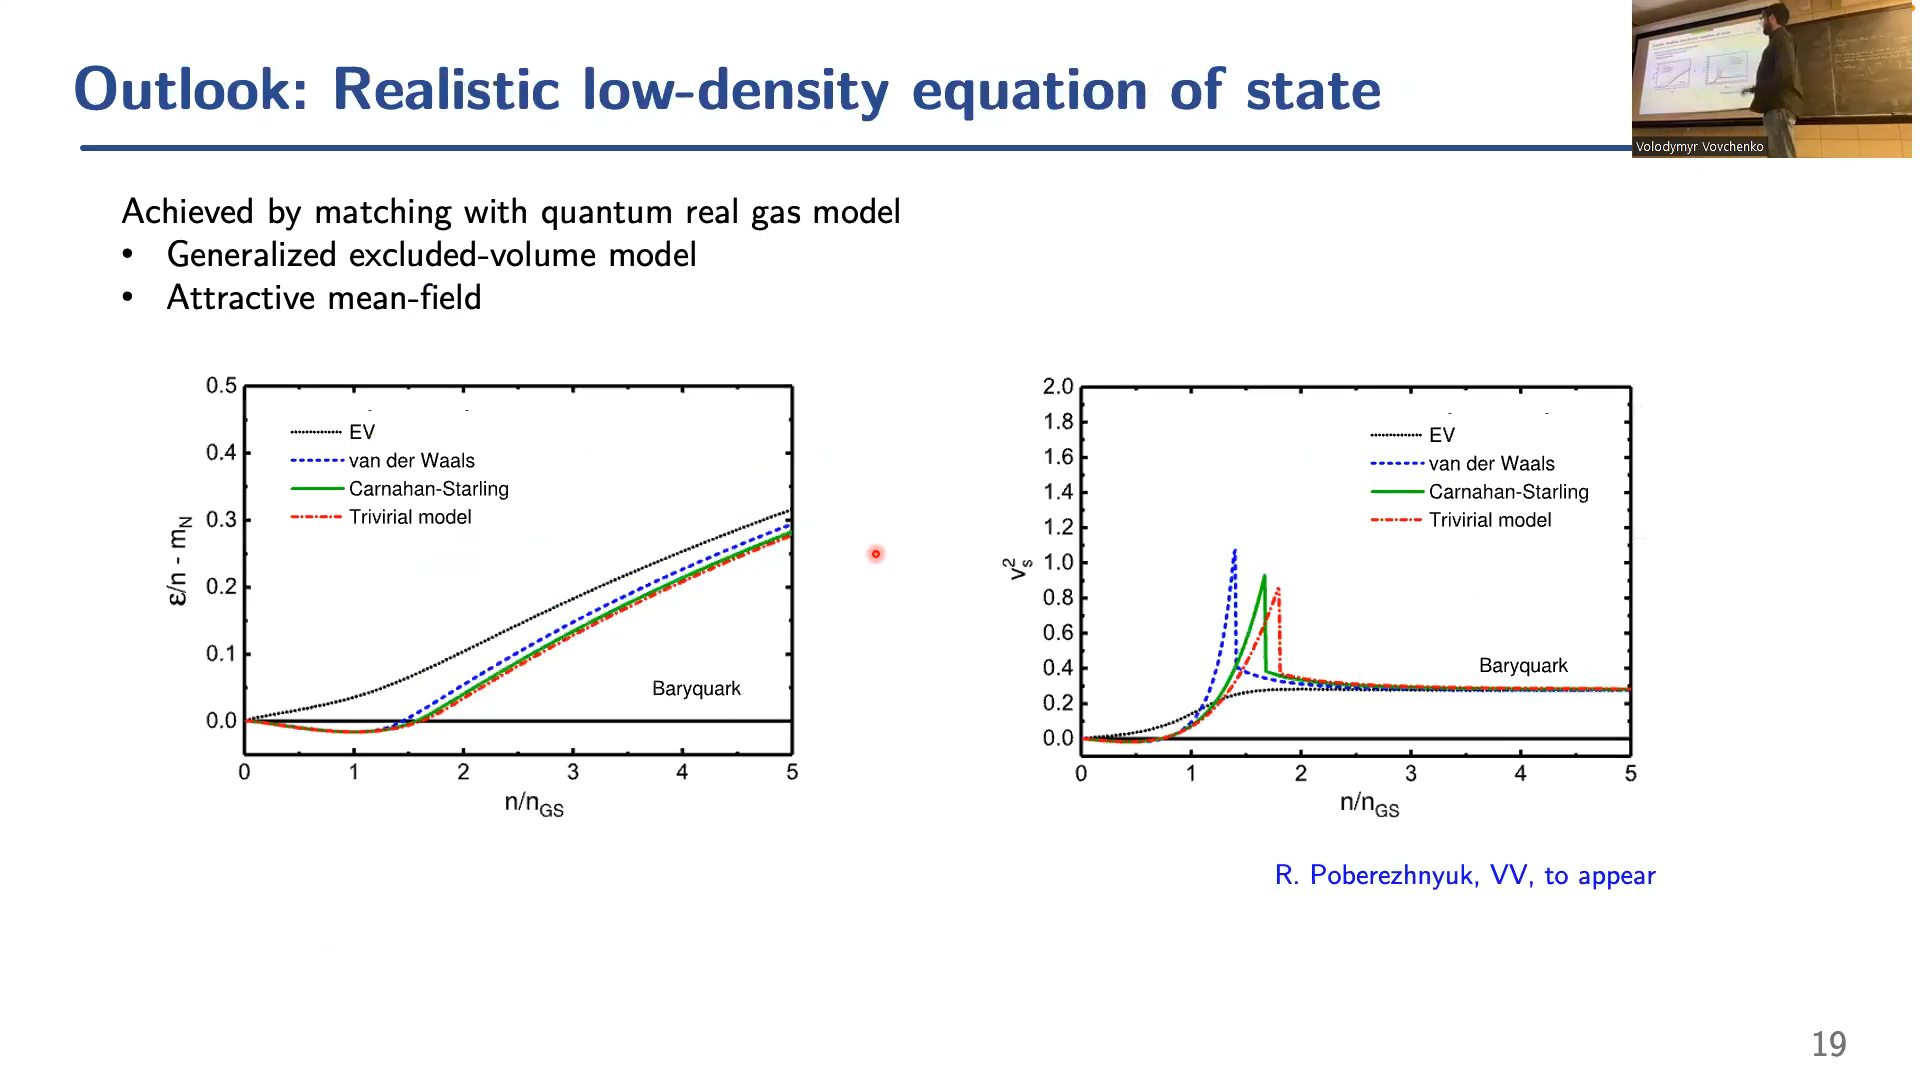 Outlook: Realistic low-density equation of state
Volodymyr Vovchenko
Achieved by matching with quantum real gas model
• Generalized excluded-volume model
• Attractive mean-field
0.5
0.4
0.3
0.2
0.1
0.0
ε/n - m_N
EV
van der Waals
Carnahan-Starling
Trivirial model
Baryquark
0 1 2 3 4 5
n/n_GS
2.0
1.8
1.6
1.4
1.2
1.0
0.8
0.6
0.4
0.2
0.0
v_s^2
EV
van der Waals
Carnahan-Starling
Trivirial model
Baryquark
0 1 2 3 4 5
n/n_GS
R. Poberezhnyuk, VV, to appear
19